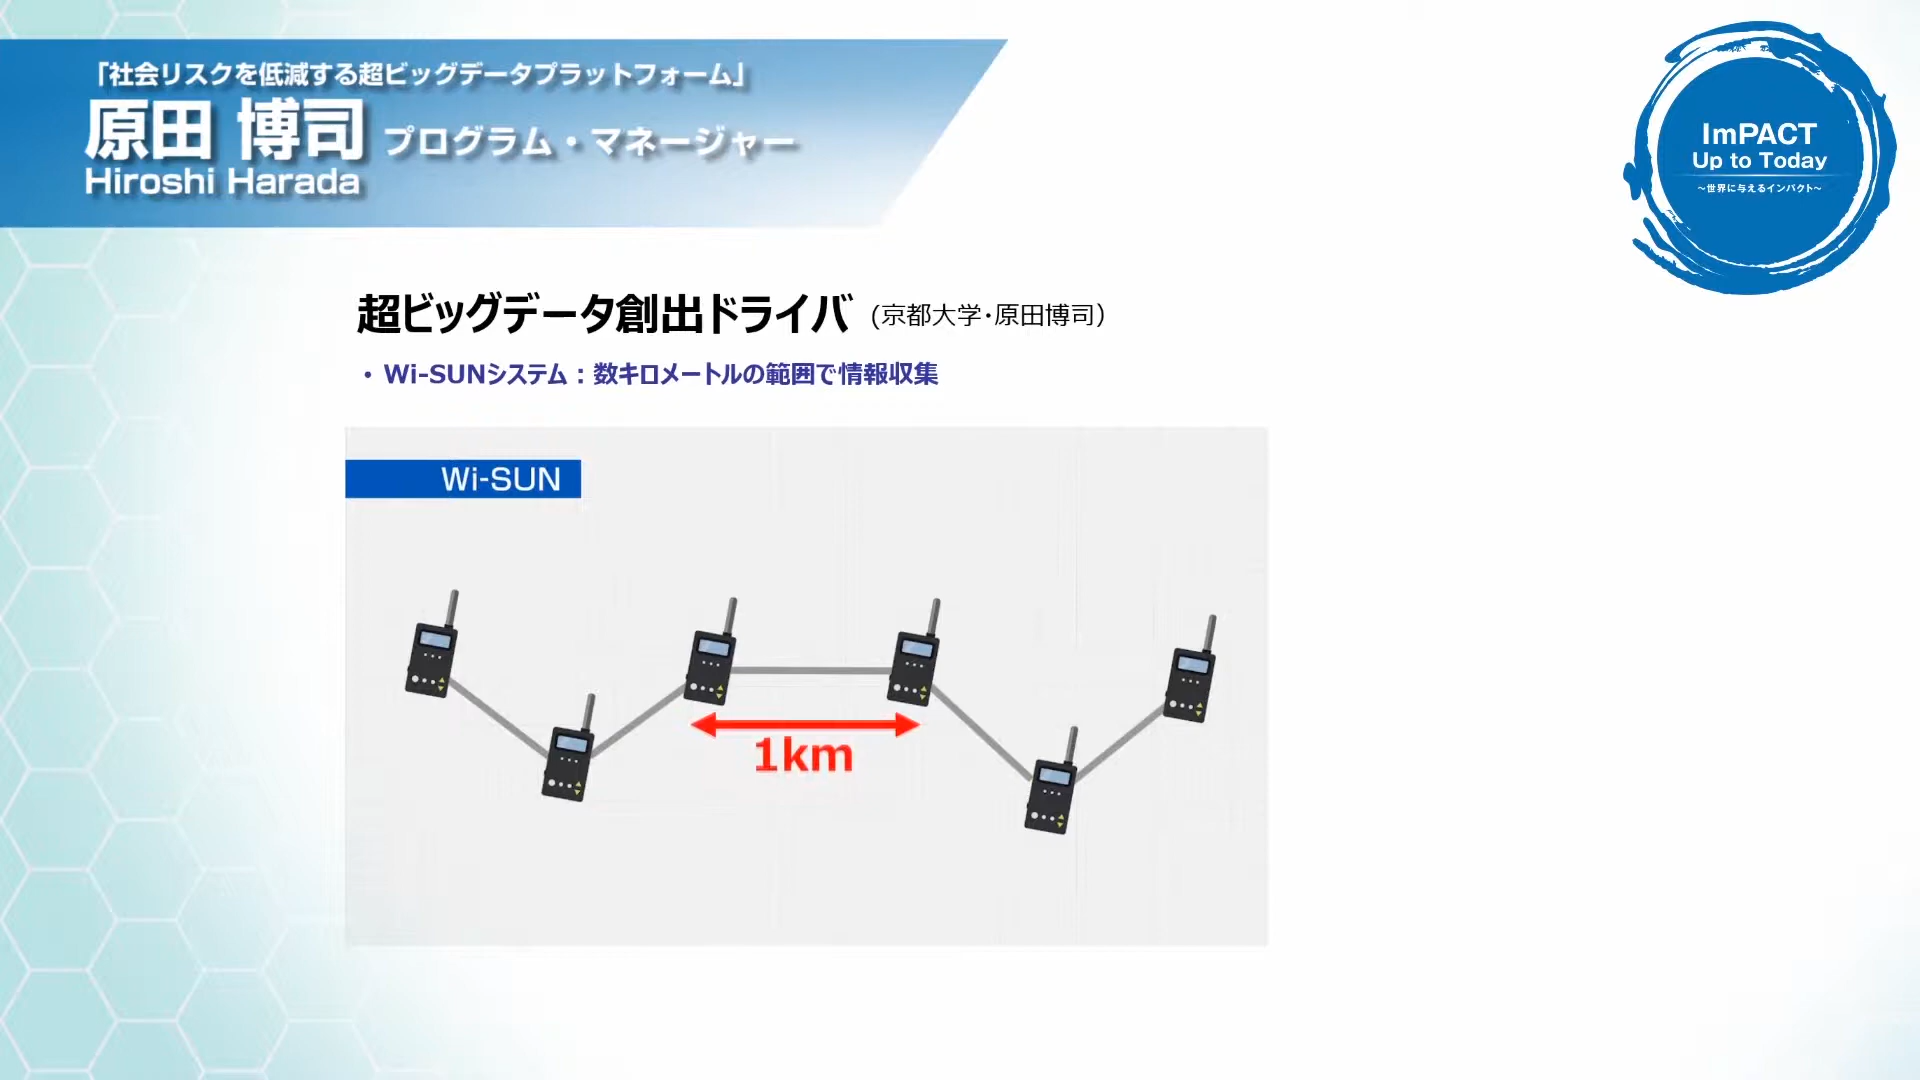 「社会リスクを低減する超ビッグデータプラットフォーム」
原田 博司 プログラム・マネージャー
Hiroshi Harada
ImPACT
Up to Today
～世界に与えるインパクト～
超ビッグデータ創出ドライバ (京都大学･原田博司）
・Wi-SUNシステム：数キロメートルの範囲で情報収集
Wi-SUN
1km